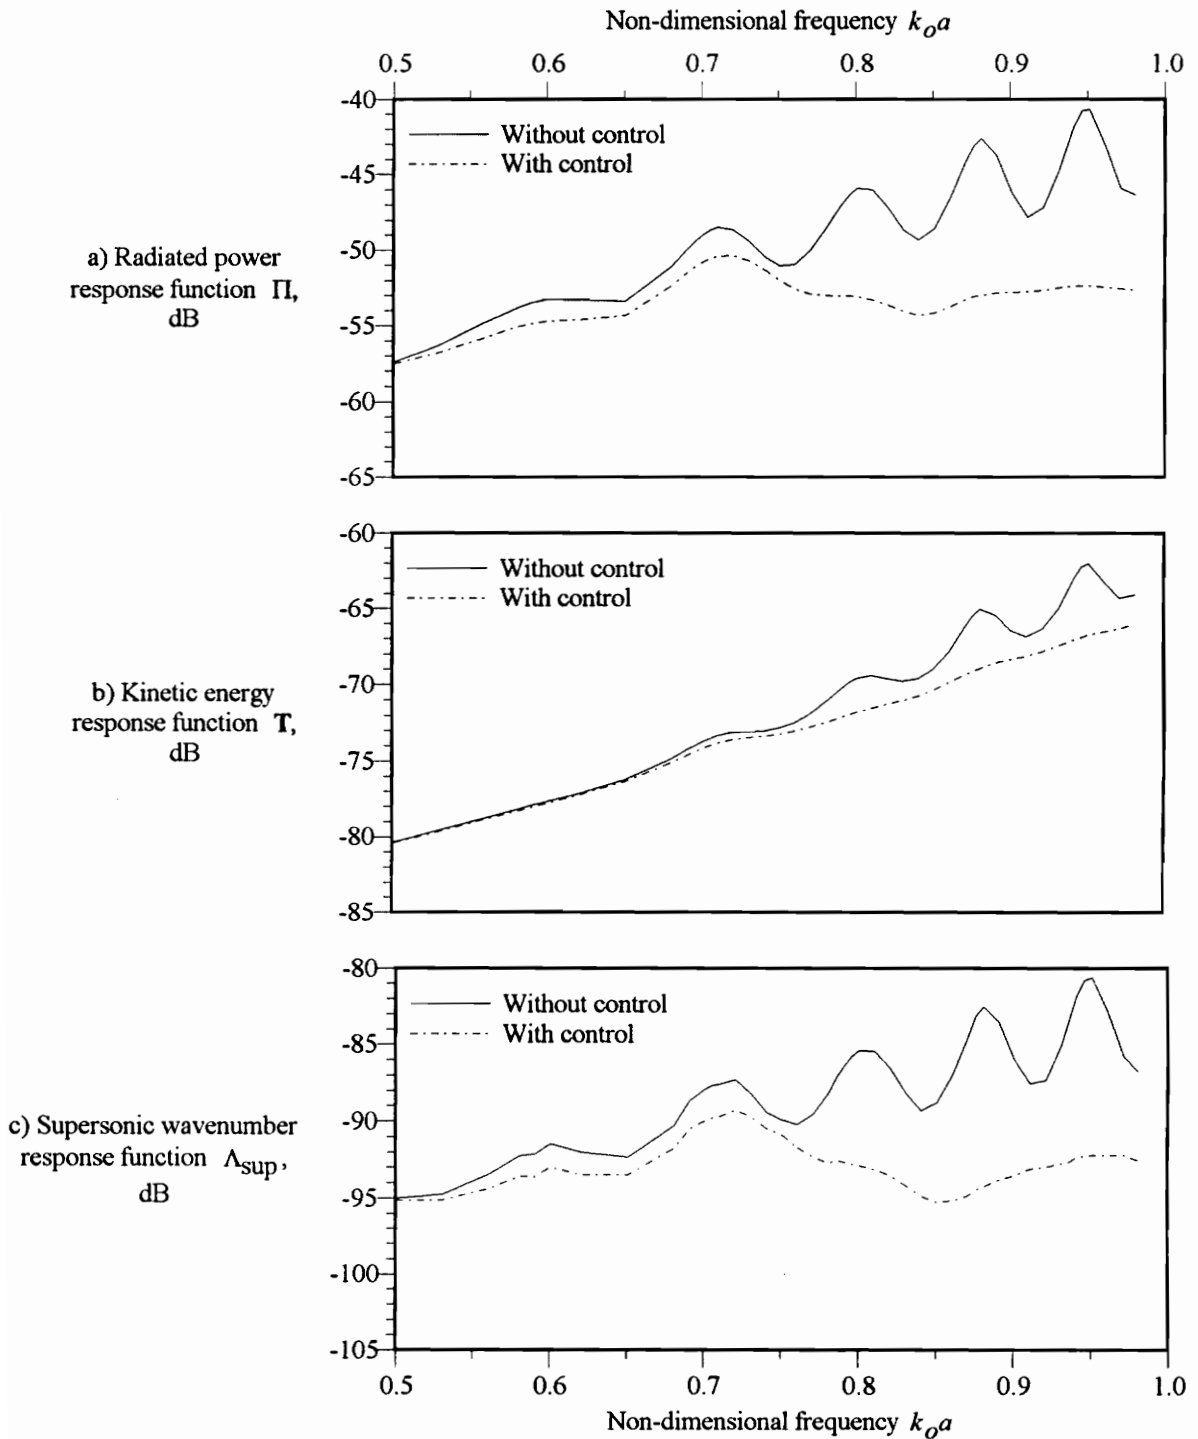 Non-dimensional frequency kₒa
0.5 0.6 0.7 0.8 0.9 1.0
-40
-45
-50
-55
-60
-65
Without control
With control
a) Radiated power
response function Π,
dB
-60
-65
-70
-75
-80
-85
Without control
With control
b) Kinetic energy
response function T,
dB
-80
-85
-90
-95
-100
-105
Without control
With control
c) Supersonic wavenumber
response function Λsup,
dB
0.5 0.6 0.7 0.8 0.9 1.0
Non-dimensional frequency kₒa